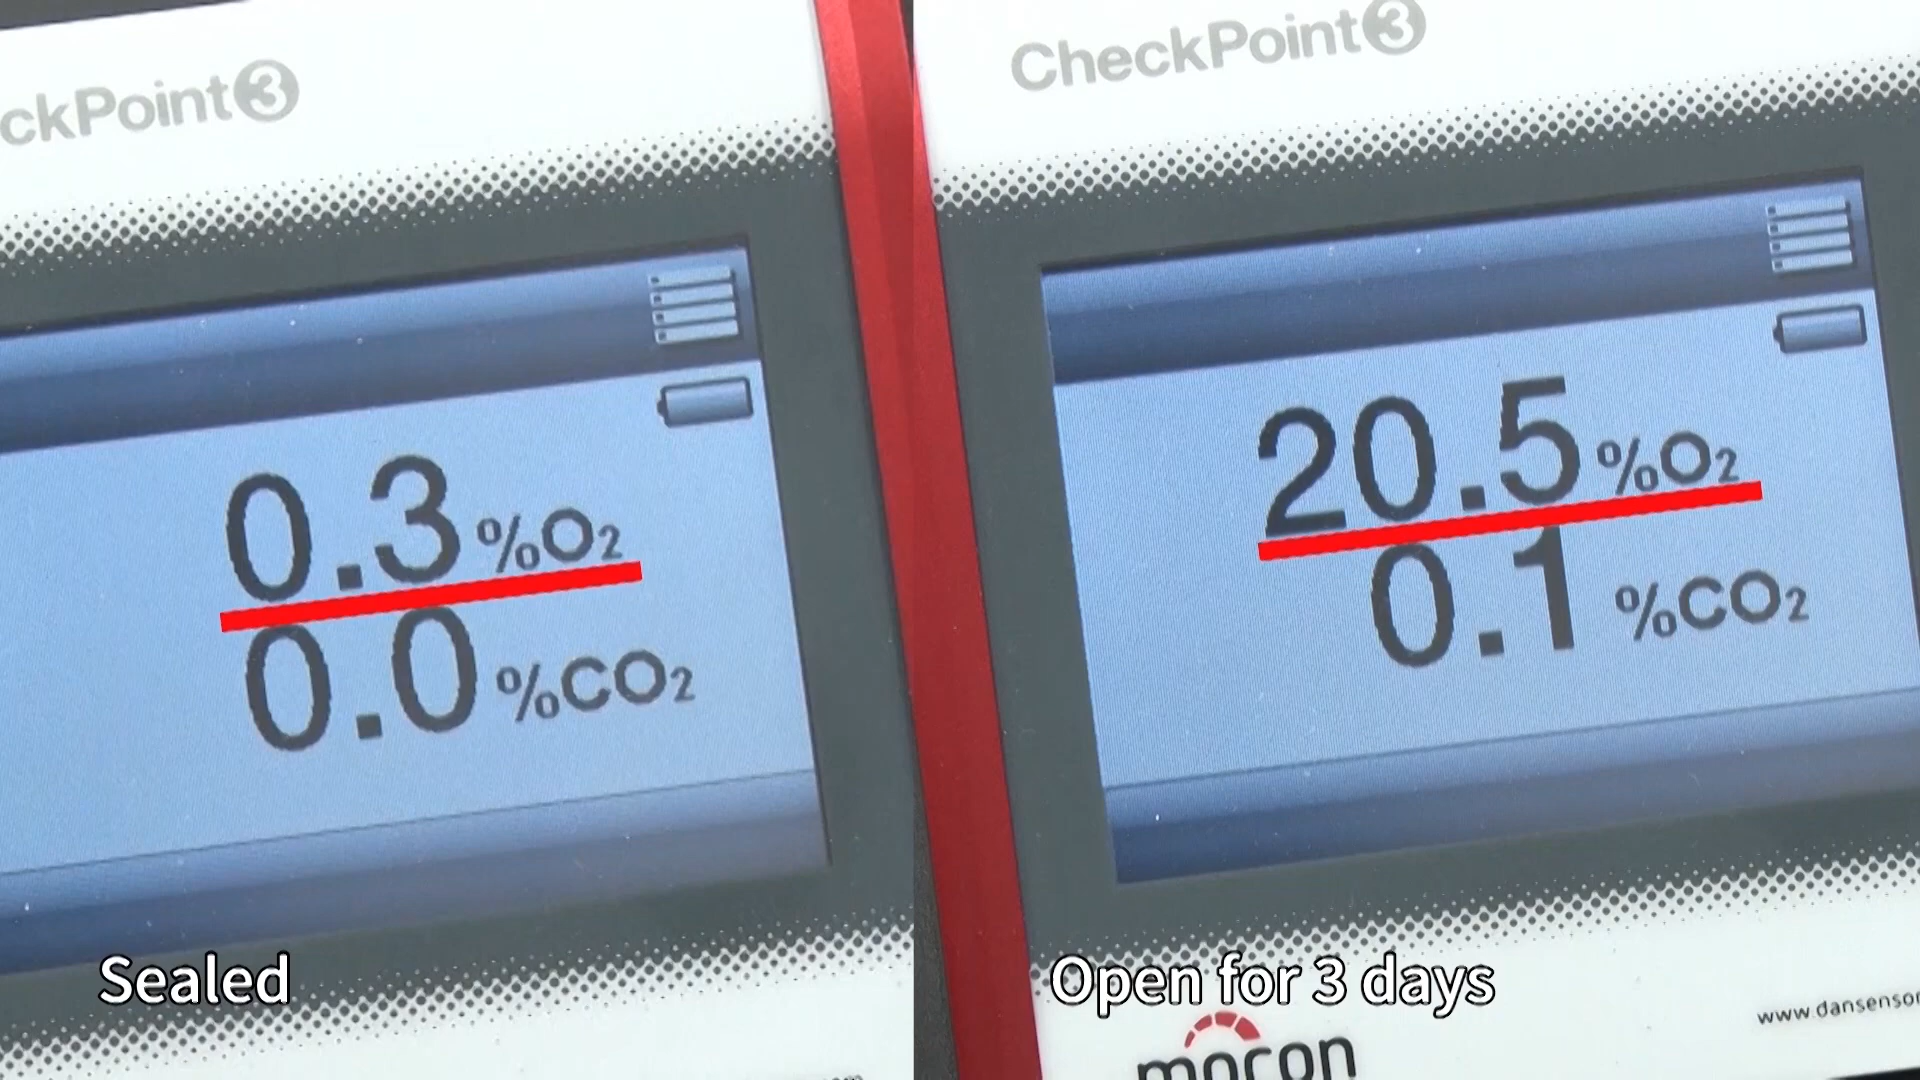 ckPoint3
0.3 %O2
0.0 %CO2
Sealed
CheckPoint3
20.5 %O2
0.1 %CO2
Open for 3 days
mocon
www.dansensor